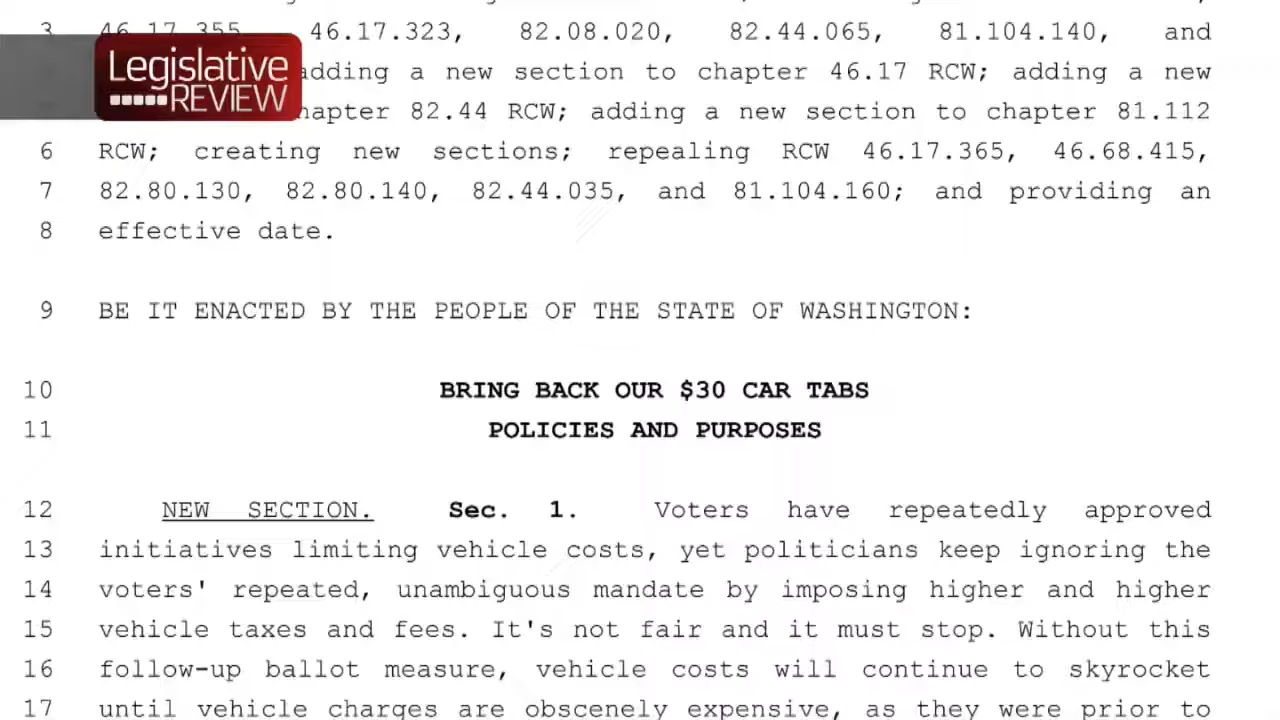 Legislative
REVIEW
3 46.17.355, 46.17.323, 82.08.020, 82.44.065, 81.104.140, and
adding a new section to chapter 46.17 RCW; adding a new
chapter 82.44 RCW; adding a new section to chapter 81.112
6 RCW; creating new sections; repealing RCW 46.17.365, 46.68.415,
7 82.80.130, 82.80.140, 82.44.035, and 81.104.160; and providing an
8 effective date.
9 BE IT ENACTED BY THE PEOPLE OF THE STATE OF WASHINGTON:
10 BRING BACK OUR $30 CAR TABS
11 POLICIES AND PURPOSES
12 NEW SECTION. Sec. 1. Voters have repeatedly approved
13 initiatives limiting vehicle costs, yet politicians keep ignoring the
14 voters' repeated, unambiguous mandate by imposing higher and higher
15 vehicle taxes and fees. It's not fair and it must stop. Without this
16 follow-up ballot measure, vehicle costs will continue to skyrocket
17 until vehicle charges are obscenely expensive, as they were prior to